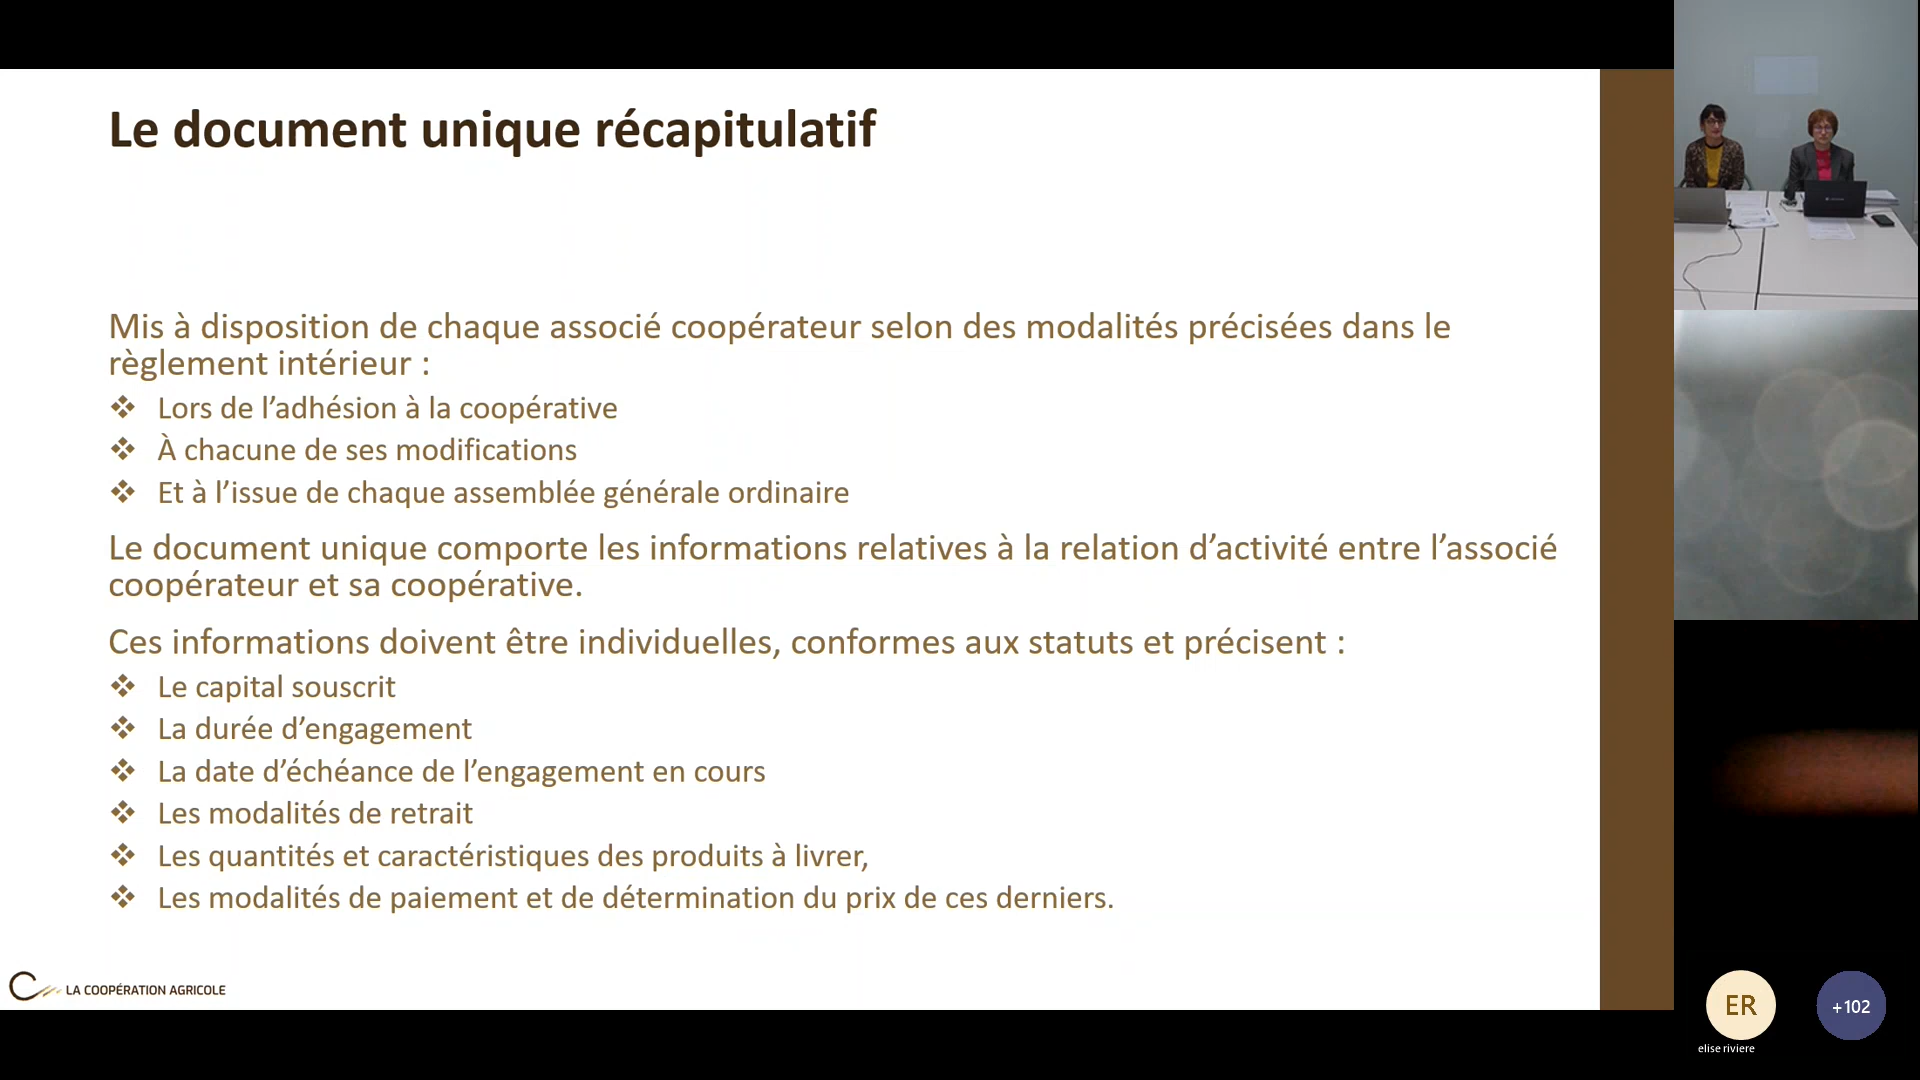 Le document unique récapitulatif
Mis à disposition de chaque associé coopérateur selon des modalités précisées dans le
règlement intérieur :
❖ Lors de l’adhésion à la coopérative
❖ À chacune de ses modifications
❖ Et à l’issue de chaque assemblée générale ordinaire
Le document unique comporte les informations relatives à la relation d’activité entre l’associé
coopérateur et sa coopérative.
Ces informations doivent être individuelles, conformes aux statuts et précisent :
❖ Le capital souscrit
❖ La durée d’engagement
❖ La date d’échéance de l’engagement en cours
❖ Les modalités de retrait
❖ Les quantités et caractéristiques des produits à livrer,
❖ Les modalités de paiement et de détermination du prix de ces derniers.
LA COOPÉRATION AGRICOLE
ER
+102
elise riviere